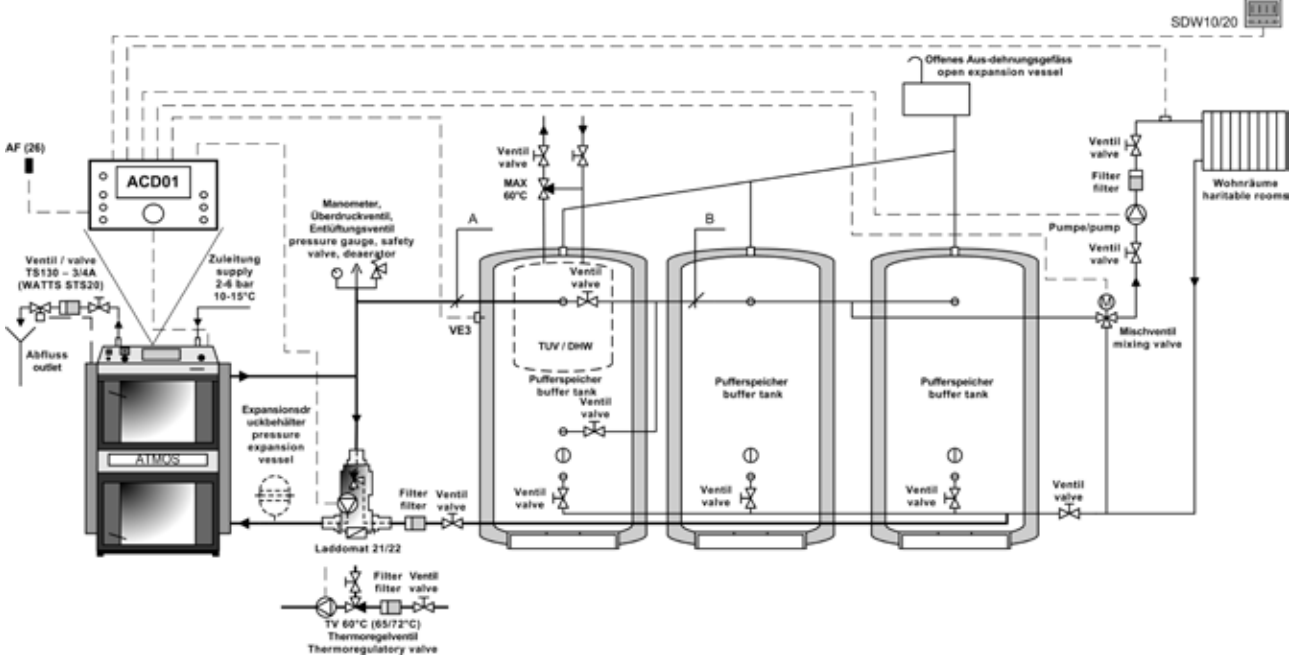 SDW10/20
Offenes Aus-dehnungsgefäss
open expansion vessel
AF (26)
ACD01
Ventil
valve
MAX
60°C
Ventil
valve
Filter
filter
Wohnräume
haritable rooms
Manometer,
Überdruckventil,
Entlüftungsventil
pressure gauge, safety
valve, deaerator
A
B
Pumpe/pump
Ventil
valve
Ventil / valve
TS130 – 3/4A
(WATTS STS20)
Zuleitung
supply
2-6 bar
10-15°C
Ventil
valve
M
VE3
Mischventil
mixing valve
Abfluss
outlet
TUV / DHW
Pufferspeicher
buffer tank
Pufferspeicher
buffer tank
Pufferspeicher
buffer tank
Expansionsdr
uckbehälter
pressure
expansion
vessel
Ventil
valve
ATMOS
Filter
filter
Ventil
valve
Ventil
valve
Ventil
valve
Ventil
valve
Ventil
valve
Laddomat 21/22
Filter
filter
Ventil
valve
TV 60°C (65/72°C)
Thermoregelventil
Thermoregulatory valve